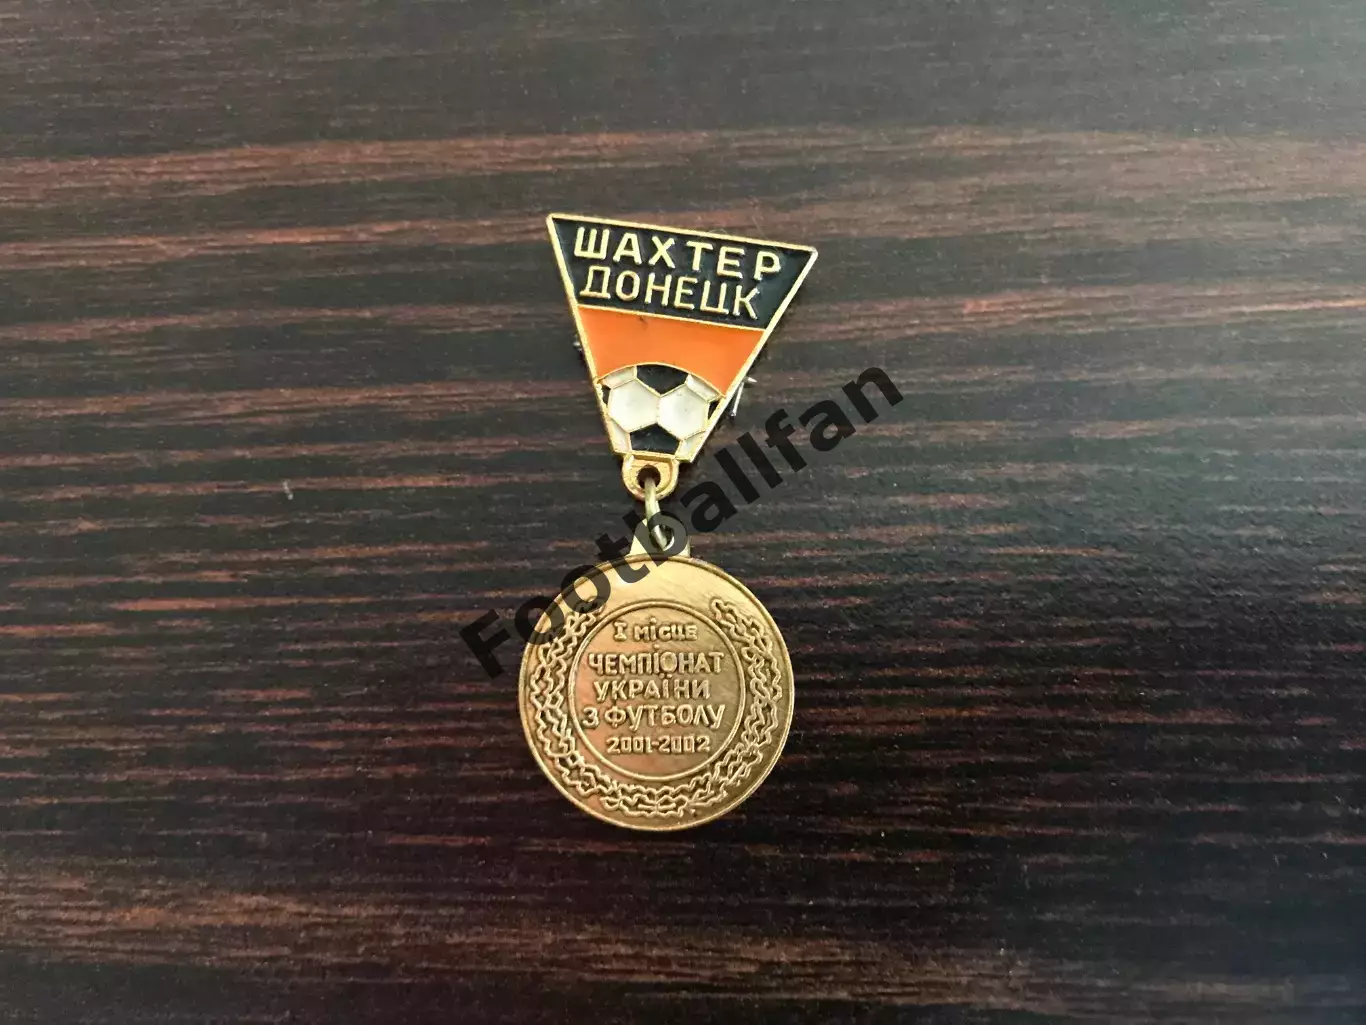 ШАХТЕР
ДОНЕЦК
Footballfan
I місце
ЧЕМПІОНАТ
УКРАЇНИ
З ФУТБОЛУ
2001-2002